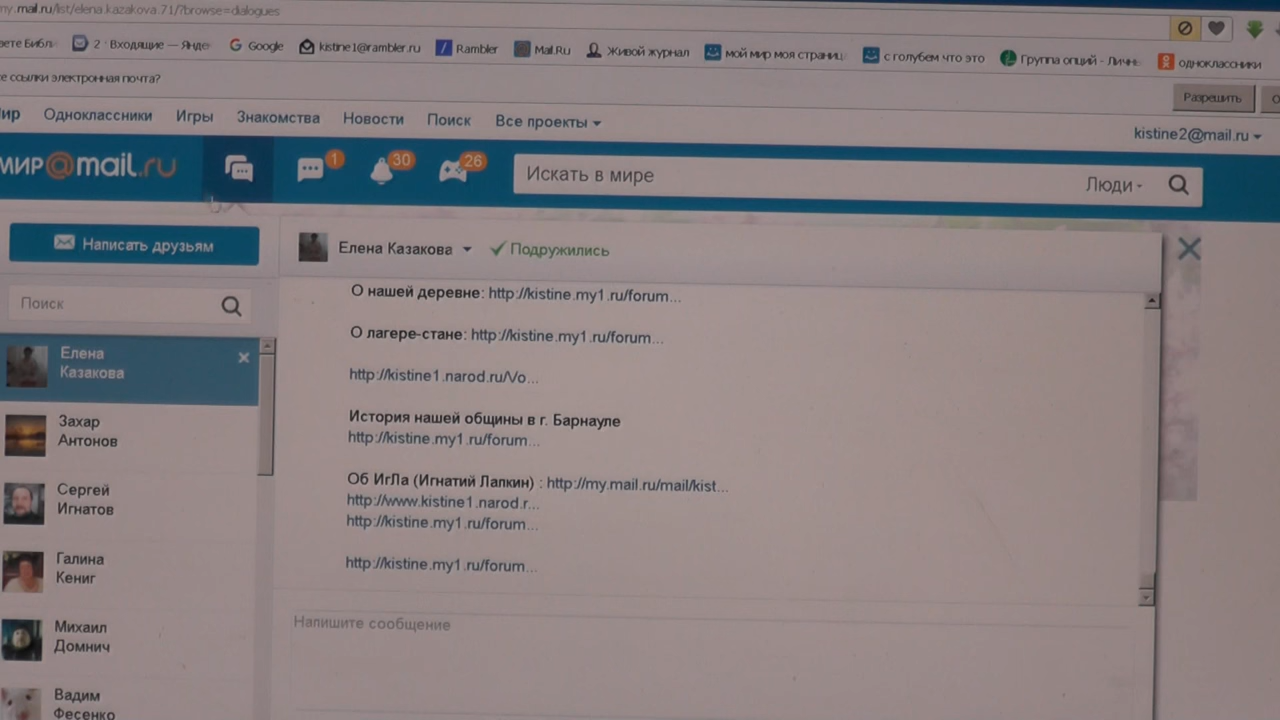 my.mail.ru/list/elena.kazakova.71/?browse=dialogues
2 · Входящие — Янде
Google
kistine1@rambler.ru
Rambler
Mail.Ru
Живой журнал
мой мир моя страниц
с голубем что это
Группа опций - Личн
одноклассники
е ссылки электронная почта?
Разрешить
Мир
Одноклассники
Игры
Знакомства
Новости
Поиск
Все проекты
kistine2@mail.ru
МИР@mail.ru
1
30
26
Искать в мире
Люди
Написать друзьям
Поиск
Елена Казакова
Подружились
Елена
Казакова
Захар
Антонов
Сергей
Игнатов
Галина
Кениг
Михаил
Домнич
Вадим
Фесенко
О нашей деревне: http://kistine.my1.ru/forum...
О лагере-стане: http://kistine.my1.ru/forum...
http://kistine1.narod.ru/Vo...
История нашей общины в г. Барнауле
http://kistine.my1.ru/forum...
Об ИгЛа (Игнатий Лапкин) : http://my.mail.ru/mail/kist...
http://www.kistine1.narod.r...
http://kistine.my1.ru/forum...
http://kistine.my1.ru/forum...
Напишите сообщение